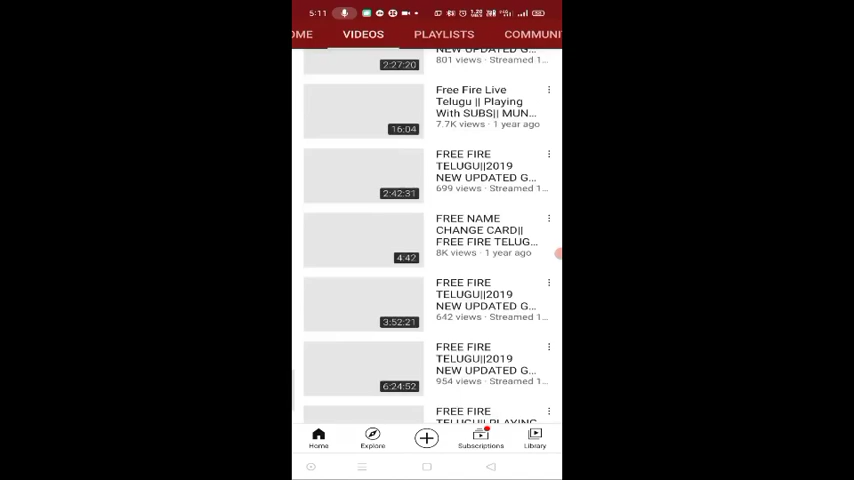 5:11
OME VIDEOS PLAYLISTS COMMUNI
NEW UPDATED G...
801 views · Streamed 1...
2:27:20
Free Fire Live
Telugu || Playing
With SUBS|| MUN...
7.7K views · 1 year ago
16:04
FREE FIRE
TELUGU||2019
NEW UPDATED G...
699 views · Streamed 1...
2:42:31
FREE NAME
CHANGE CARD||
FREE FIRE TELUG...
8K views · 1 year ago
4:42
FREE FIRE
TELUGU||2019
NEW UPDATED G...
642 views · Streamed 1...
3:52:21
FREE FIRE
TELUGU||2019
NEW UPDATED G...
954 views · Streamed 1...
6:24:52
FREE FIRE
TELUGU||PLAYING
Home Explore Subscriptions Library